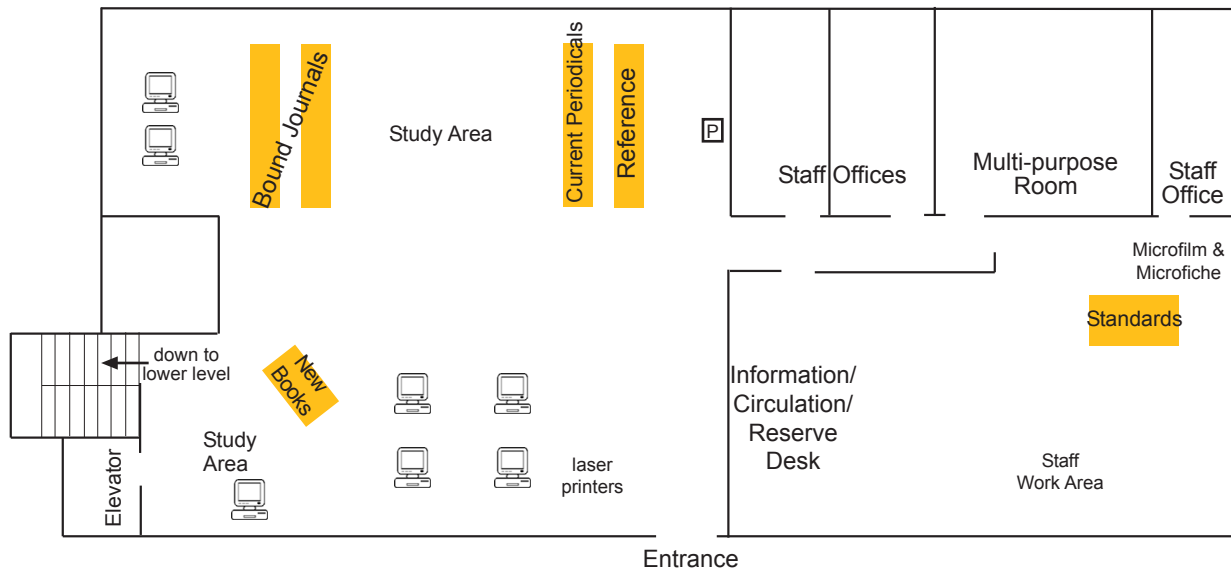 Bound Journals
Study Area
Current Periodicals
Reference
P
Staff Offices
Multi-purpose
Room
Staff
Office
Microfilm &
Microfiche
Standards
down to
lower level
New
Books
Information/
Circulation/
Reserve
Desk
Study
Area
Elevator
laser
printers
Staff
Work Area
Entrance